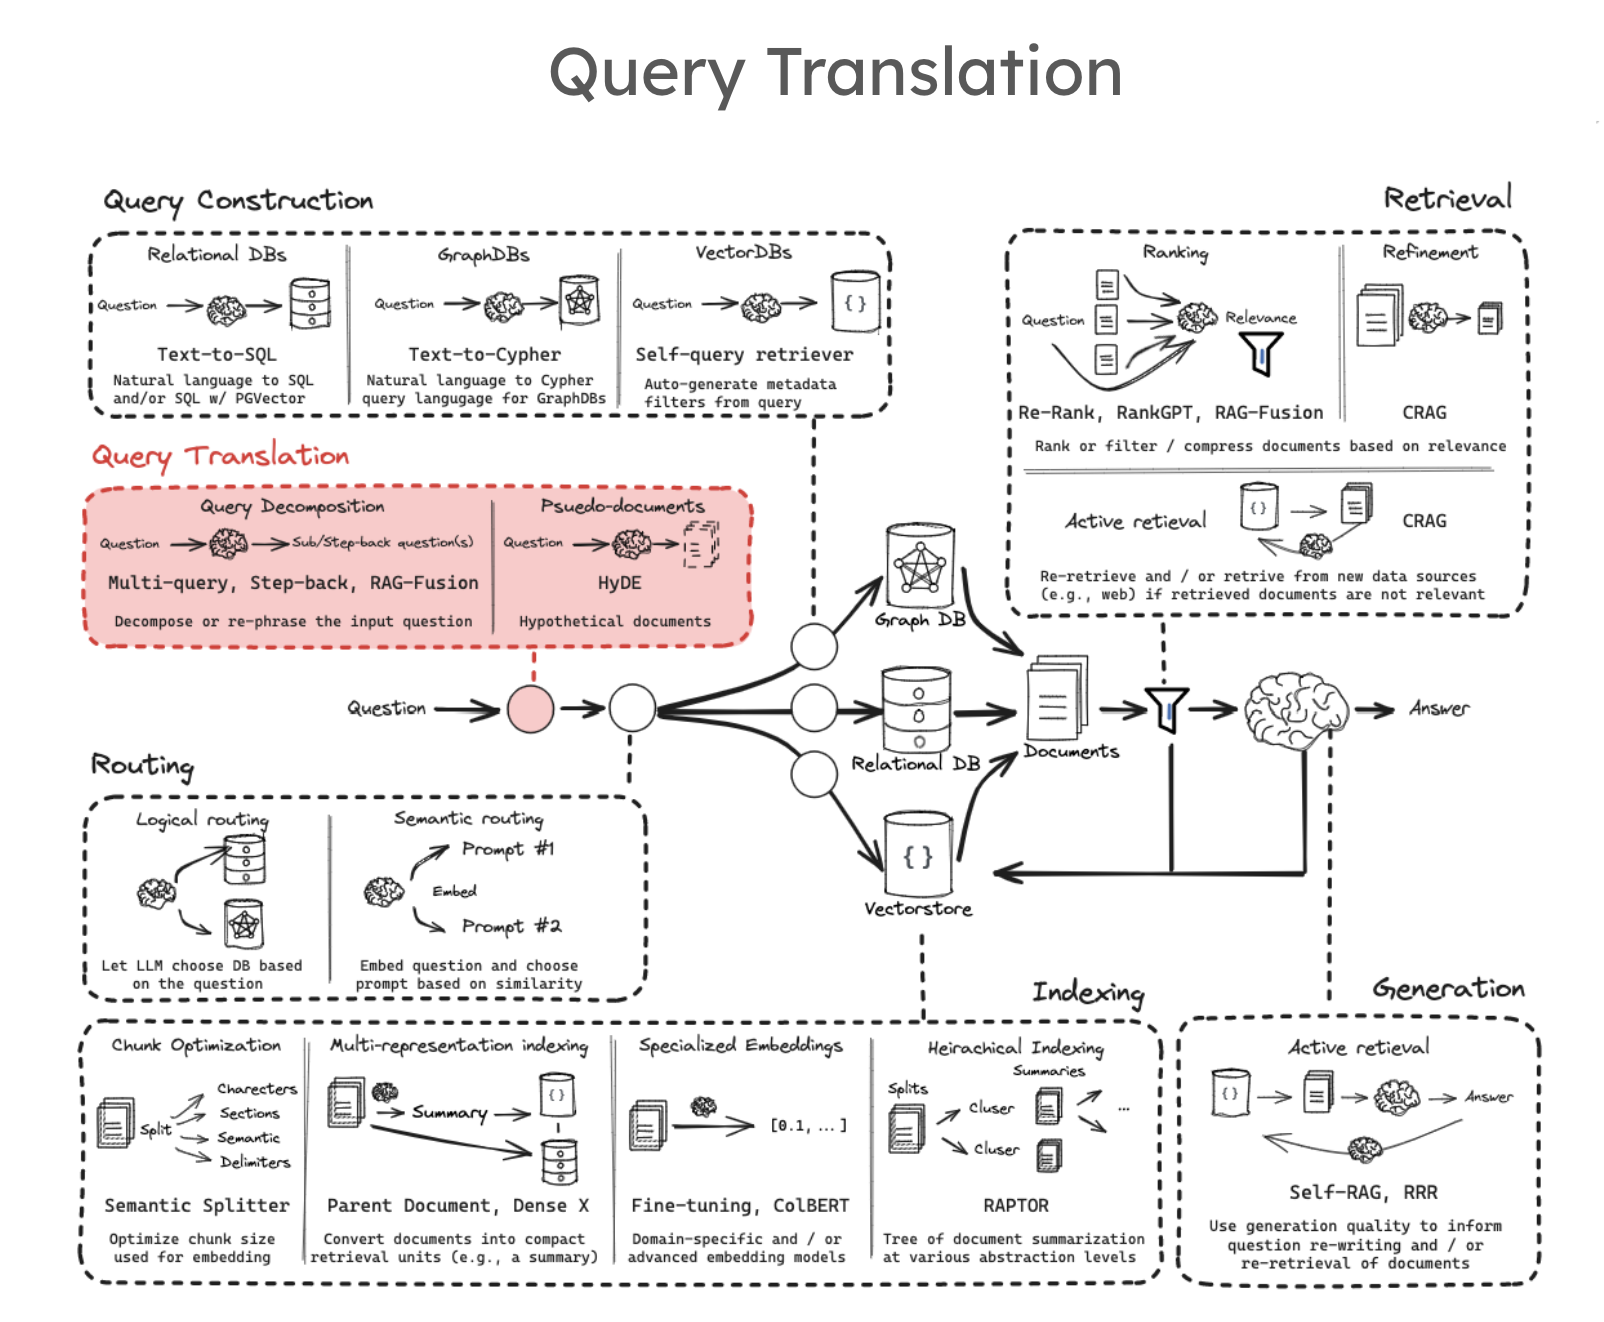 Query Translation
Query Construction
Relational DBs
Question
Text-to-SQL
Natural language to SQL
and/or SQL w/ PGVector
GraphDBs
Question
Text-to-Cypher
Natural language to Cypher
query langugage for GraphDBs
VectorDBs
Question
{}
Self-query retriever
Auto-generate metadata
filters from query
Retrieval
Ranking
Question
Relevance
Re-Rank, RankGPT, RAG-Fusion
Refinement
CRAG
Rank or filter / compress documents based on relevance
Active retieval
{}
CRAG
Re-retrieve and / or retrive from new data sources
(e.g., web) if retrieved documents are not relevant
Query Translation
Query Decomposition
Question
Sub/Step-back question(s)
Multi-query, Step-back, RAG-Fusion
Decompose or re-phrase the input question
Psuedo-documents
Question
HyDE
Hypothetical documents
Question
Graph DB
Relational DB
{}
Vectorstore
Documents
Answer
Routing
Logical routing
Let LLM choose DB based
on the question
Semantic routing
Prompt #1
Embed
Prompt #2
Embed question and choose
prompt based on similarity
Indexing
Chunk Optimization
Split
Charecters
Sections
Semantic
Delimiters
Semantic Splitter
Optimize chunk size
used for embedding
Multi-representation indexing
Summary
{}
Parent Document, Dense X
Convert documents into compact
retrieval units (e.g., a summary)
Specialized Embeddings
[0.1, ... ]
Fine-tuning, ColBERT
Domain-specific and / or
advanced embedding models
Heirachical Indexing
Splits
Summaries
Cluser
Cluser
...
RAPTOR
Tree of document summarization
at various abstraction levels
Generation
Active retieval
{}
Answer
Self-RAG, RRR
Use generation quality to inform
question re-writing and / or
re-retrieval of documents